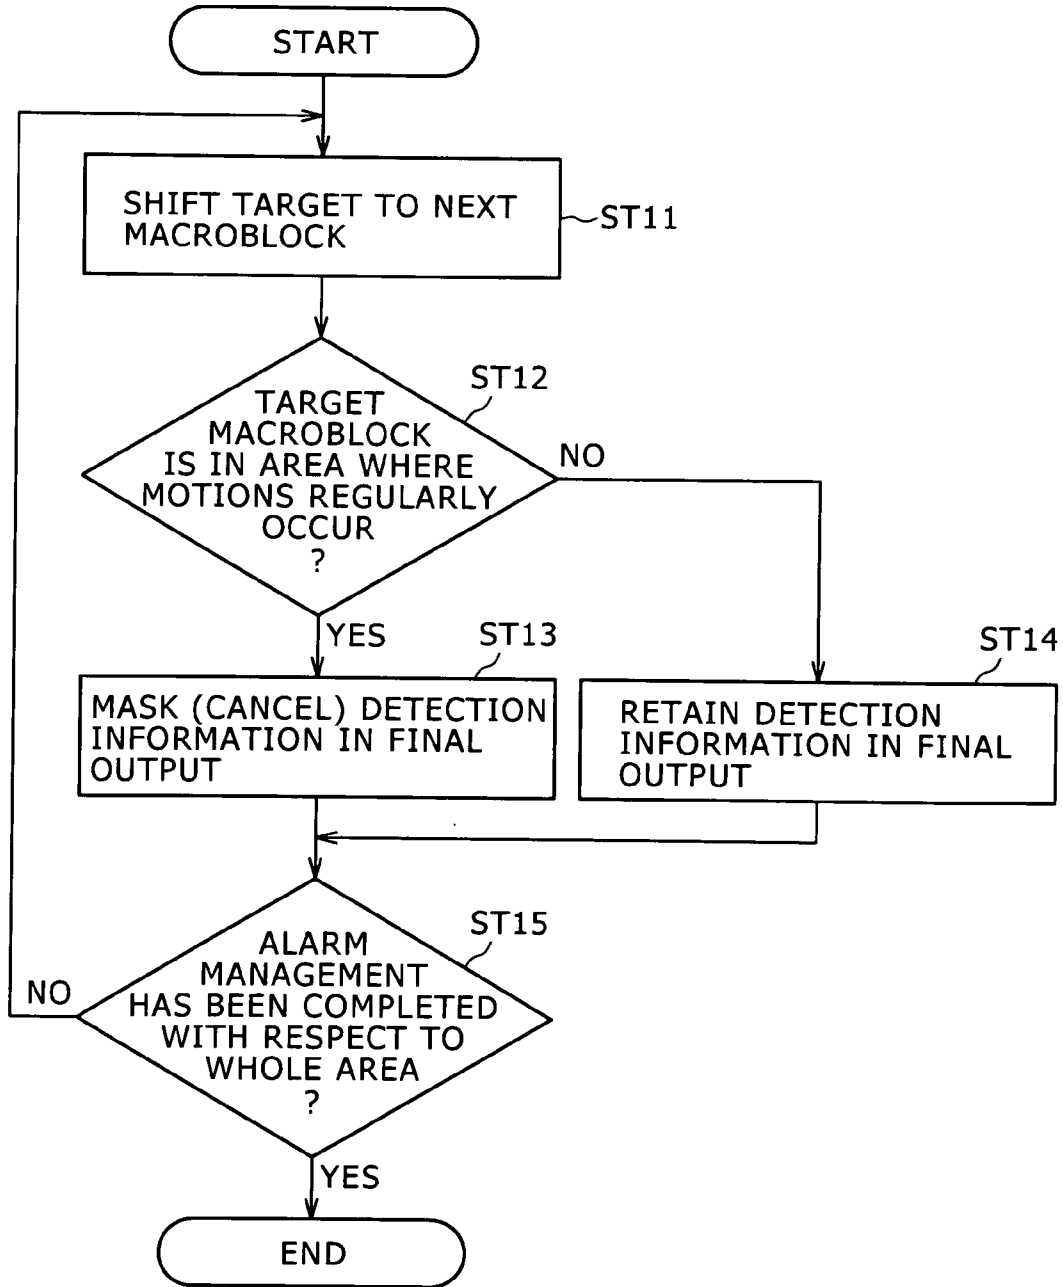 START
SHIFT TARGET TO NEXT
MACROBLOCK
ST11
ST12
TARGET
MACROBLOCK
IS IN AREA WHERE
MOTIONS REGULARLY
OCCUR
?
NO
YES
ST13
ST14
MASK (CANCEL) DETECTION
INFORMATION IN FINAL
OUTPUT
RETAIN DETECTION
INFORMATION IN FINAL
OUTPUT
ST15
ALARM
MANAGEMENT
HAS BEEN COMPLETED
WITH RESPECT TO
WHOLE AREA
?
NO
YES
END